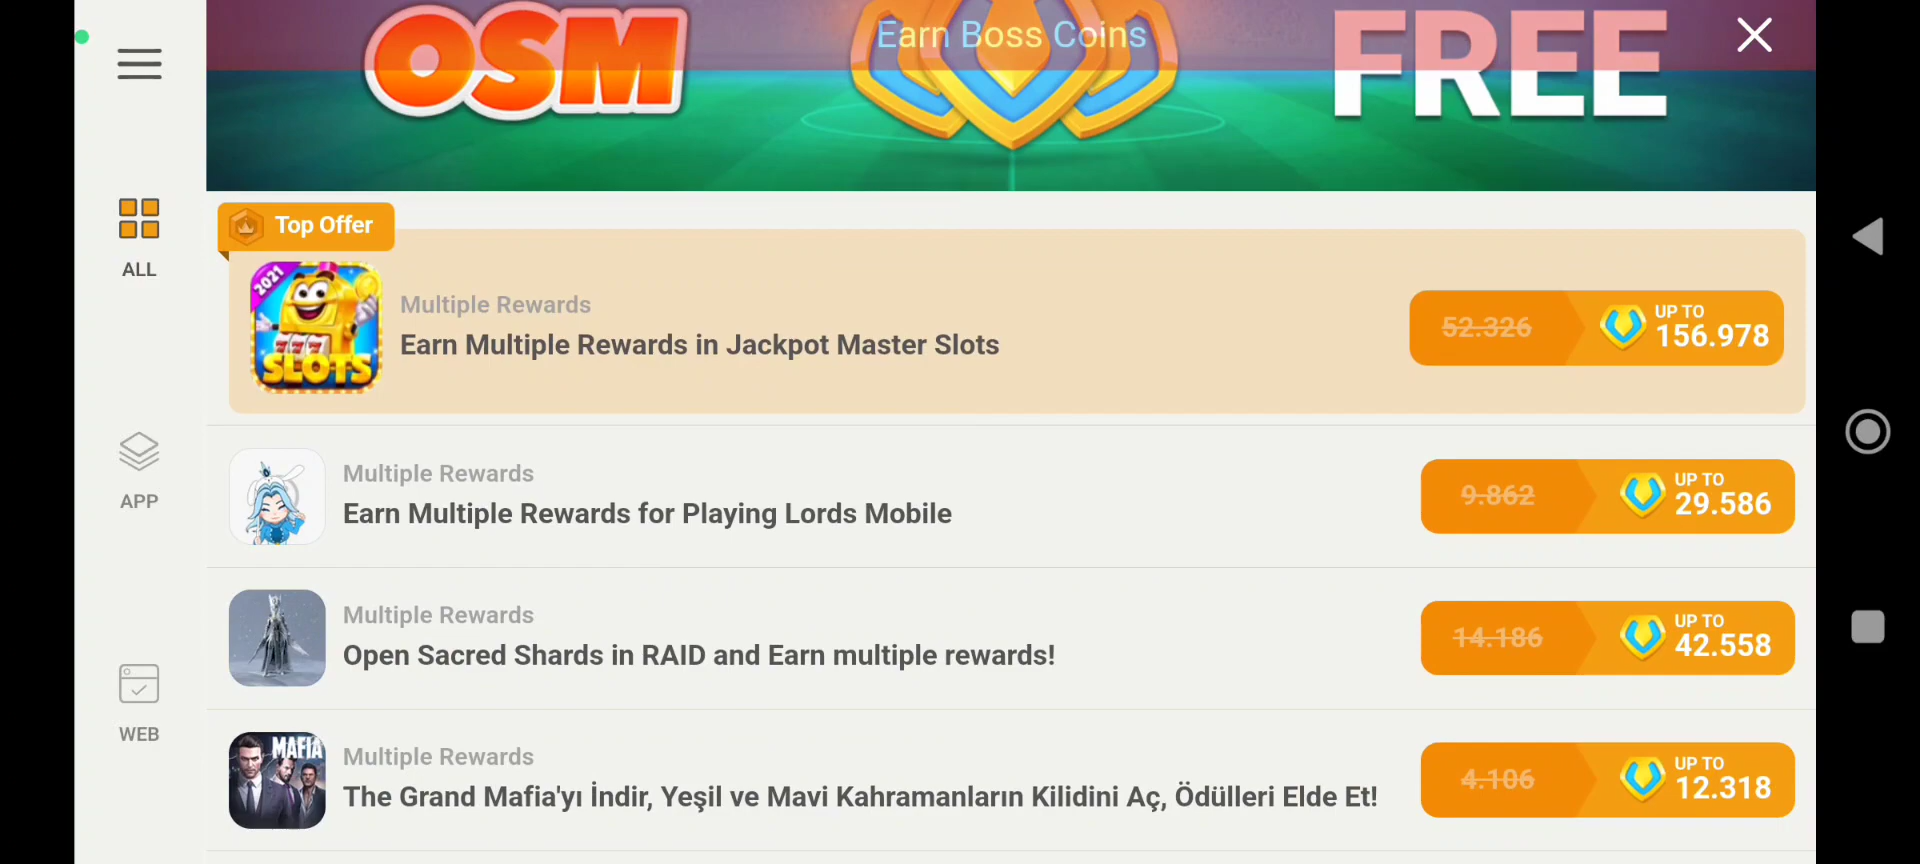 OSM
Earn Boss Coins
FREE
Top Offer
ALL
2021
777
SLOTS
Multiple Rewards
Earn Multiple Rewards in Jackpot Master Slots
52.326
UP TO
156.978
APP
Multiple Rewards
Earn Multiple Rewards for Playing Lords Mobile
9.862
UP TO
29.586
Multiple Rewards
Open Sacred Shards in RAID and Earn multiple rewards!
14.186
UP TO
42.558
WEB
MAFIA
Multiple Rewards
The Grand Mafia'yı İndir, Yeşil ve Mavi Kahramanların Kilidini Aç, Ödülleri Elde Et!
4.106
UP TO
12.318